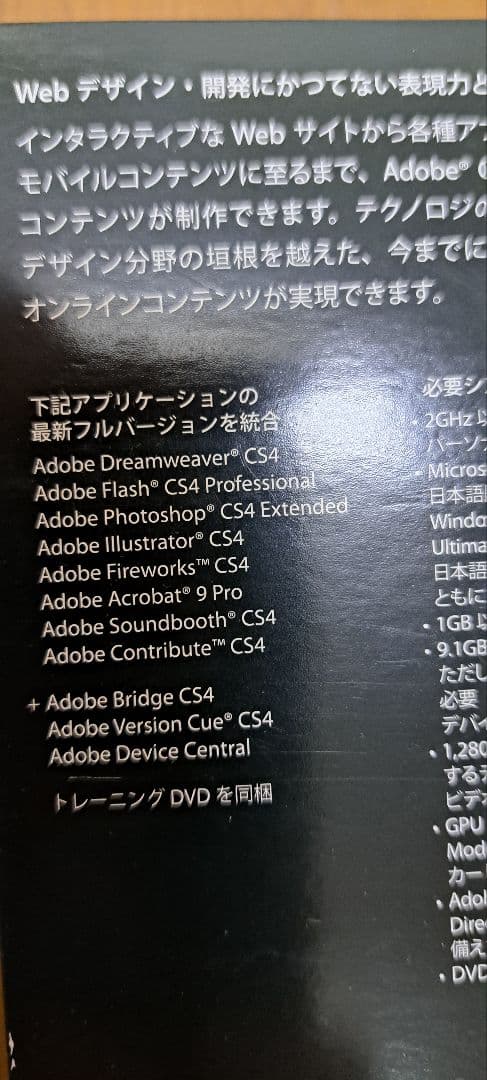 Web デザイン・開発にかつてない表現力と
インタラクティブな Web サイトから各種ア
モバイルコンテンツに至るまで、Adobe®
コンテンツが制作できます。テクノロジの
デザイン分野の垣根を越えた、今までに
オンラインコンテンツが実現できます。
下記アプリケーションの
最新フルバージョンを統合
Adobe Dreamweaver® CS4
Adobe Flash® CS4 Professional
Adobe Photoshop® CS4 Extended
Adobe Illustrator® CS4
Adobe Fireworks™ CS4
Adobe Acrobat® 9 Pro
Adobe Soundbooth® CS4
Adobe Contribute™ CS4
+ Adobe Bridge CS4
Adobe Version Cue® CS4
Adobe Device Central
トレーニング DVD を同梱
必要シ
• 2GHz 以
パーソナ
• Micros
日本語
Windo
Ultima
日本語
ともに
• 1GB 以
• 9.1GB
ただし
必要
デバイ
• 1,280
する
ビデオ
• GPU
Mod
カー
• Adol
Dire
備え
• DVD